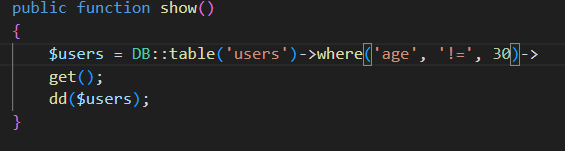 public function show()
{
$users = DB::table('users')->where('age', '!=', 30)->
get();
dd($users);
}